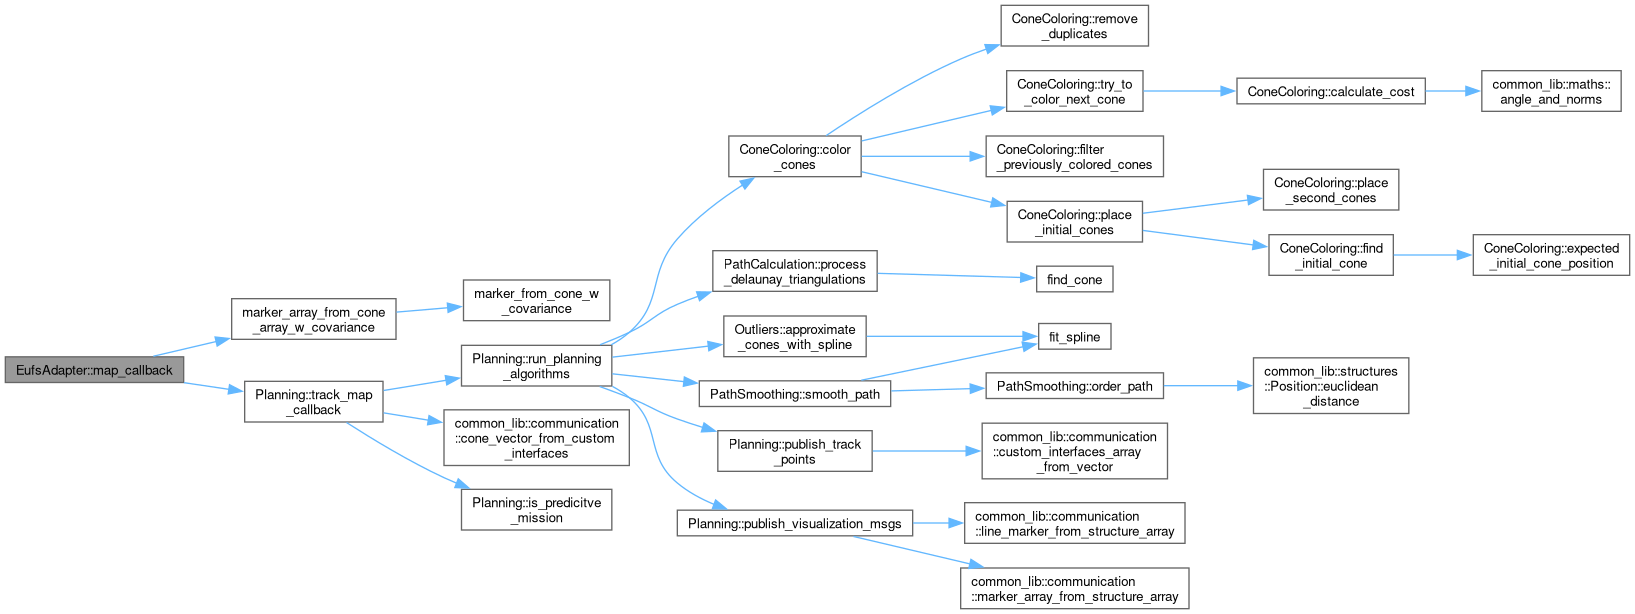 EufsAdapter::map_callback
marker_array_from_cone
_array_w_covariance
marker_from_cone_w
_covariance
Planning::track_map
_callback
Planning::run_planning
_algorithms
common_lib::communication
::cone_vector_from_custom
_interfaces
Planning::is_predicitve
_mission
ConeColoring::color
_cones
ConeColoring::remove
_duplicates
ConeColoring::try_to
_color_next_cone
ConeColoring::calculate_cost
common_lib::maths::
angle_and_norms
ConeColoring::filter
_previously_colored_cones
ConeColoring::place
_initial_cones
ConeColoring::place
_second_cones
ConeColoring::find
_initial_cone
ConeColoring::expected
_initial_cone_position
PathCalculation::process
_delaunay_triangulations
find_cone
Outliers::approximate
_cones_with_spline
fit_spline
PathSmoothing::smooth_path
PathSmoothing::order_path
common_lib::structures
::Position::euclidean
_distance
Planning::publish_track
_points
common_lib::communication
::custom_interfaces_array
_from_vector
Planning::publish_visualization_msgs
common_lib::communication
::line_marker_from_structure_array
common_lib::communication
::marker_array_from_structure_array